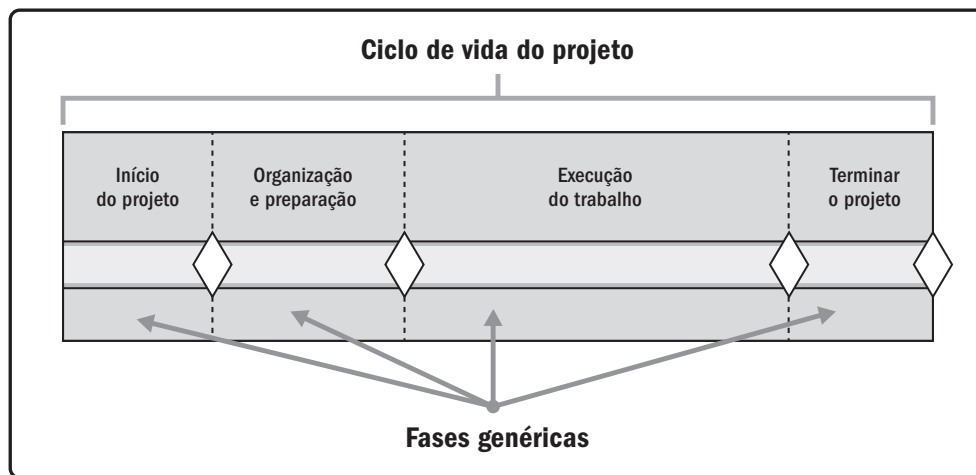 Ciclo de vida do projeto
Início
do projeto
Organização
e preparação
Execução
do trabalho
Terminar
o projeto
Fases genéricas